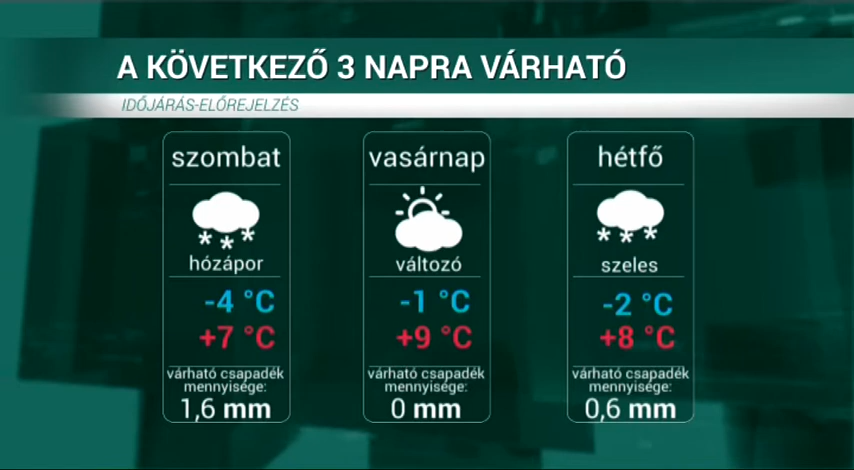 A KÖVETKEZŐ 3 NAPRA VÁRHATÓ
IDŐJÁRÁS-ELŐREJELZÉS
szombat
hózápor
-4 °C
+7 °C
várható csapadék
mennyisége:
1,6 mm
vasárnap
változó
-1 °C
+9 °C
várható csapadék
mennyisége:
0 mm
hétfő
szeles
-2 °C
+8 °C
várható csapadék
mennyisége:
0,6 mm